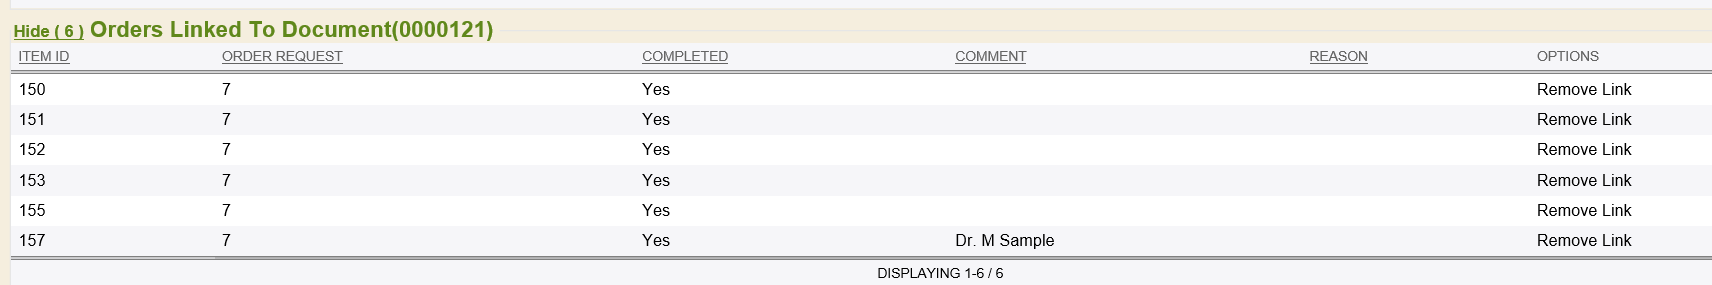 Hide ( 6 ) Orders Linked To Document(0000121)
ITEM ID ORDER REQUEST COMPLETED COMMENT REASON OPTIONS
150 7 Yes Remove Link
151 7 Yes Remove Link
152 7 Yes Remove Link
153 7 Yes Remove Link
155 7 Yes Remove Link
157 7 Yes Dr. M Sample Remove Link
DISPLAYING 1-6 / 6